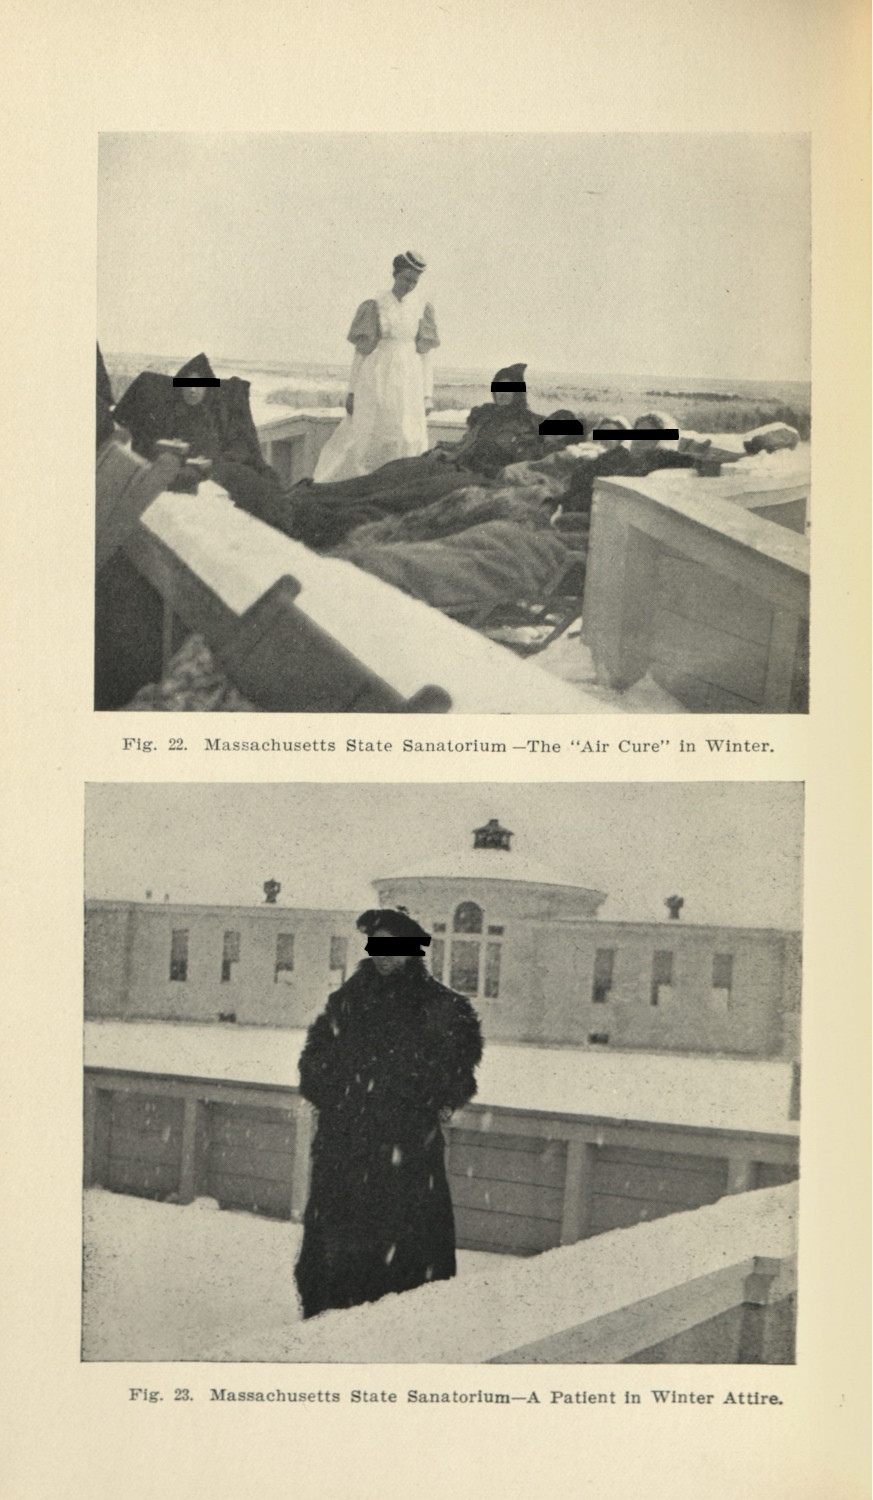 Fig. 22. Massachusetts State Sanatorium—The "Air Cure" in Winter.
Fig. 23. Massachusetts State Sanatorium—A Patient in Winter Attire.